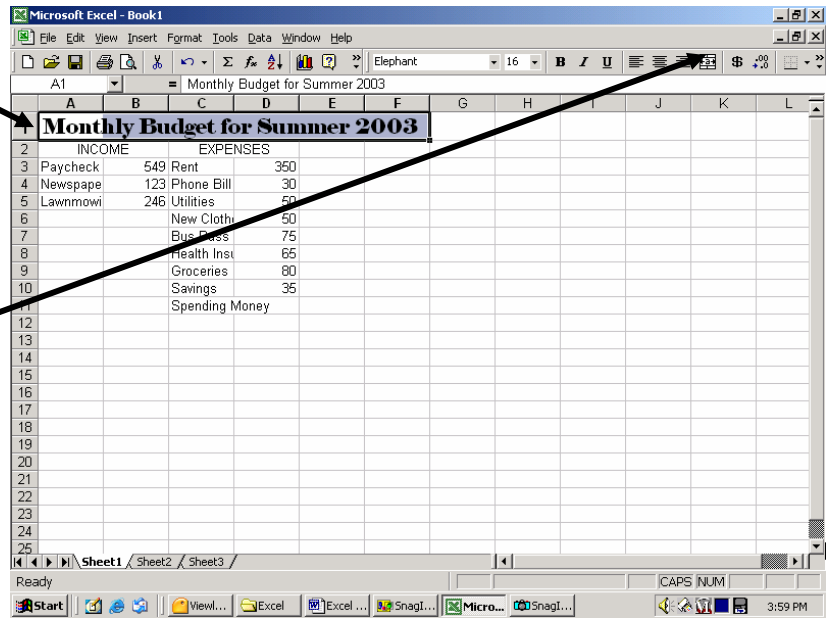 Microsoft Excel - Book1
File Edit View Insert Format Tools Data Window Help
Elephant 16 B I U $
A1 = Monthly Budget for Summer 2003
A B C D E F G H I J K L
1 Monthly Budget for Summer 2003
2 INCOME EXPENSES
3 Paycheck 549 Rent 350
4 Newspape 123 Phone Bill 30
5 Lawnmowi 246 Utilities 50
6 New Cloth 50
7 Bus Pass 75
8 Health Insu 65
9 Groceries 80
10 Savings 35
11 Spending Money
12
13
14
15
16
17
18
19
20
21
22
23
24
25
Sheet1 Sheet2 Sheet3
Ready CAPS NUM
Start Viewl... Excel Excel ... SnagI... Micro... SnagI... 3:59 PM